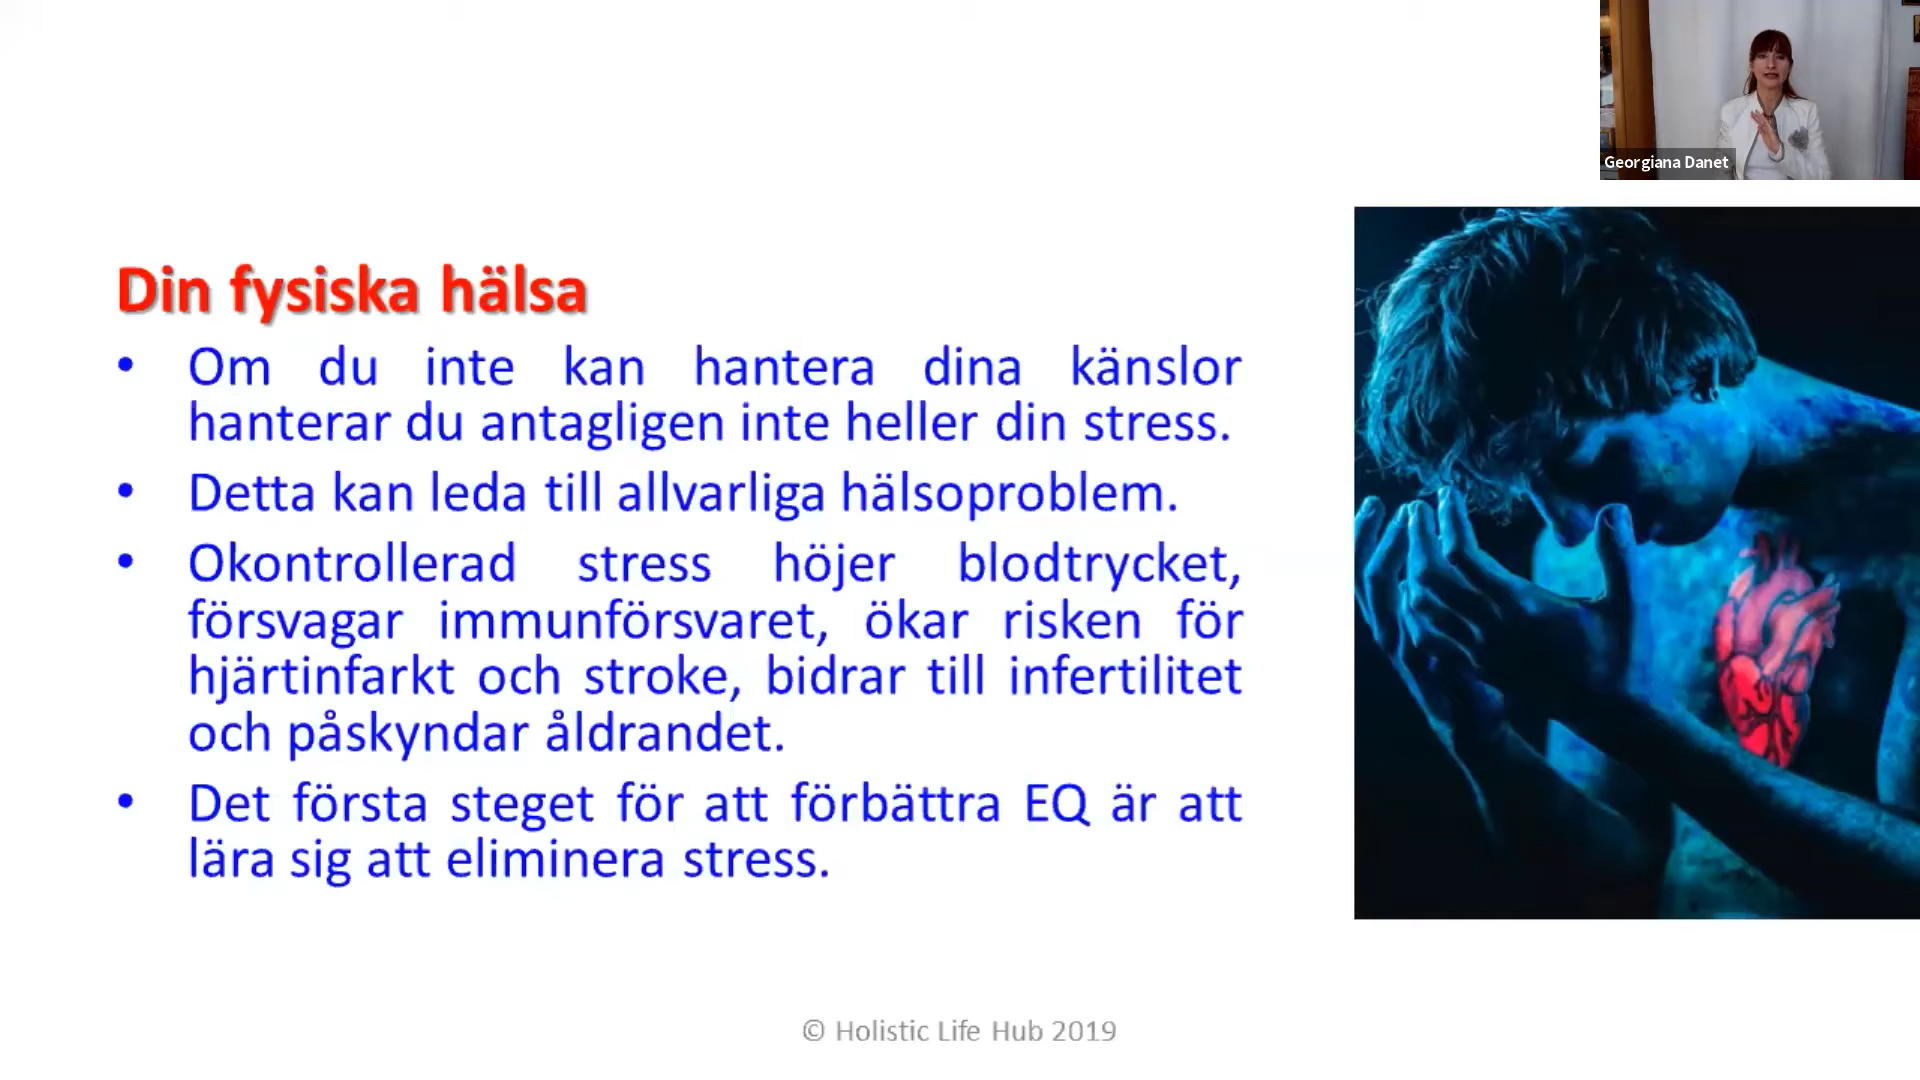 Georgiana Danet
Din fysiska hälsa
• Om du inte kan hantera dina känslor
hanterar du antagligen inte heller din stress.
• Detta kan leda till allvarliga hälsoproblem.
• Okontrollerad stress höjer blodtrycket,
försvagar immunförsvaret, ökar risken för
hjärtinfarkt och stroke, bidrar till infertilitet
och påskyndar åldrandet.
• Det första steget för att förbättra EQ är att
lära sig att eliminera stress.
© Holistic Life Hub 2019